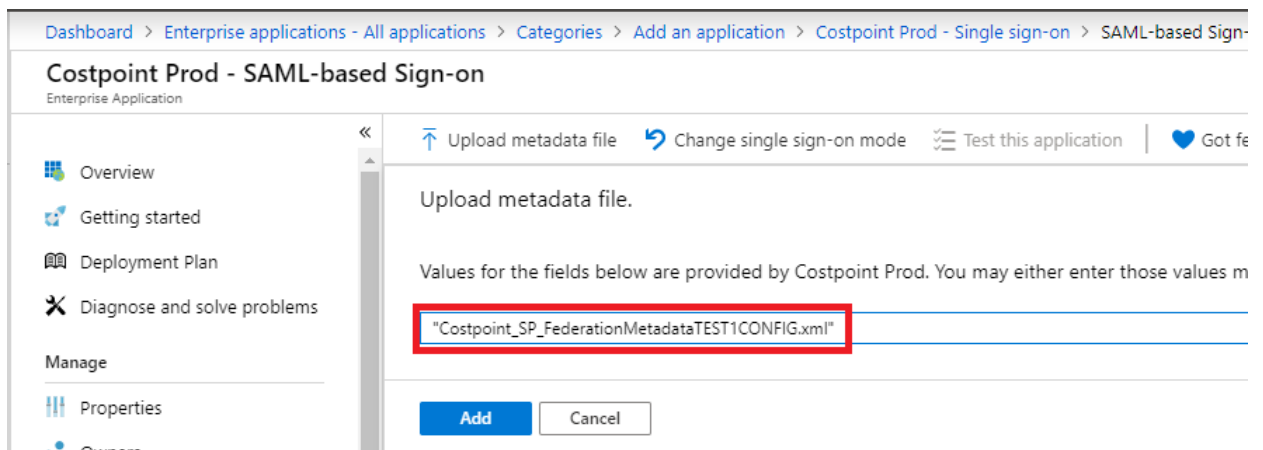 Dashboard > Enterprise applications - All applications > Categories > Add an application > Costpoint Prod - Single sign-on > SAML-based Sign-
Costpoint Prod - SAML-based Sign-on
Enterprise Application
«
Upload metadata file Change single sign-on mode Test this application Got fe
Overview
Getting started
Deployment Plan
Diagnose and solve problems
Manage
Properties
Owners
Upload metadata file.
Values for the fields below are provided by Costpoint Prod. You may either enter those values m
"Costpoint_SP_FederationMetadataTEST1CONFIG.xml"
Add Cancel